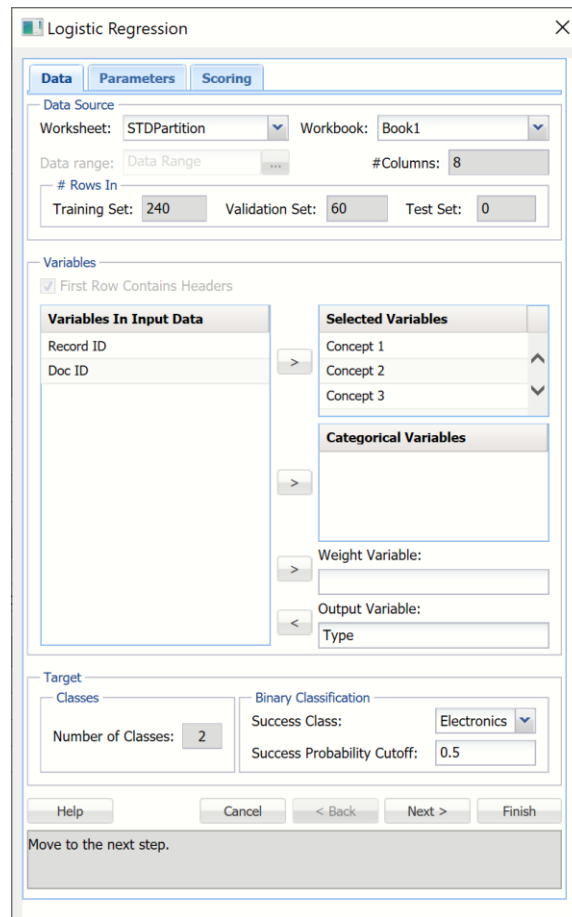 Logistic Regression
Data Parameters Scoring
Data Source
Worksheet: STDPartition Workbook: Book1
Data range: Data Range ... #Columns: 8
# Rows In
Training Set: 240 Validation Set: 60 Test Set: 0
Variables
First Row Contains Headers
Variables In Input Data Selected Variables
Record ID Concept 1
> Doc ID Concept 2
Concept 3
Categorical Variables
>
Weight Variable:
>
Output Variable:
< Type
Target
Classes Binary Classification
Number of Classes: 2 Success Class: Electronics
Success Probability Cutoff: 0.5
Help Cancel < Back Next > Finish
Move to the next step.